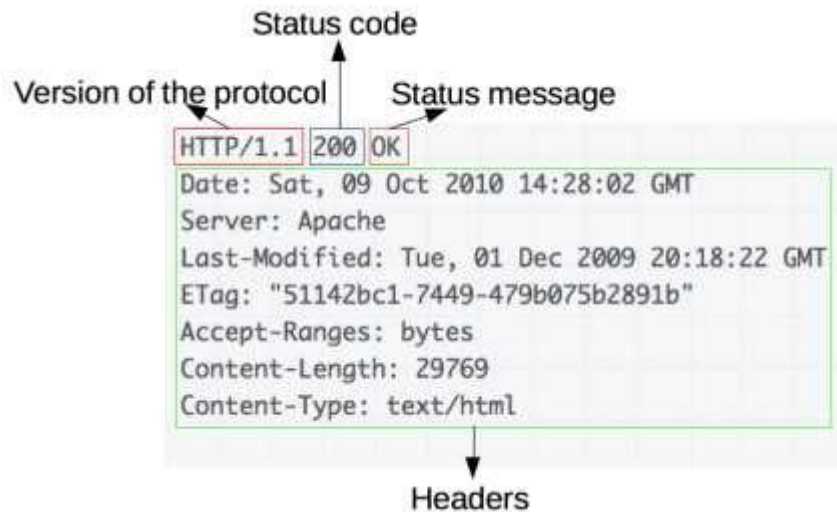 Status code
Version of the protocol Status message
HTTP/1.1 200 OK
Date: Sat, 09 Oct 2010 14:28:02 GMT
Server: Apache
Last-Modified: Tue, 01 Dec 2009 20:18:22 GMT
ETag: "51142bc1-7449-479b075b2891b"
Accept-Ranges: bytes
Content-Length: 29769
Content-Type: text/html
Headers